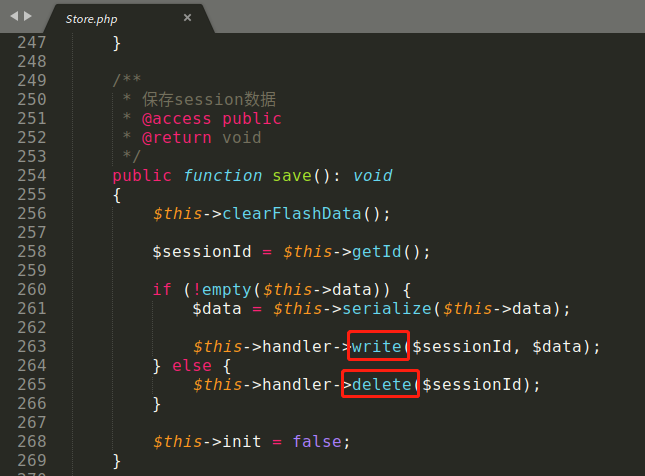 Store.php ×
247 }
248
249 /**
250 * 保存session数据
251 * @access public
252 * @return void
253 */
254 public function save(): void
255 {
256 $this->clearFlashData();
257
258 $sessionId = $this->getId();
259
260 if (!empty($this->data)) {
261 $data = $this->serialize($this->data);
262
263 $this->handler->write($sessionId, $data);
264 } else {
265 $this->handler->delete($sessionId);
266 }
267
268 $this->init = false;
269 }